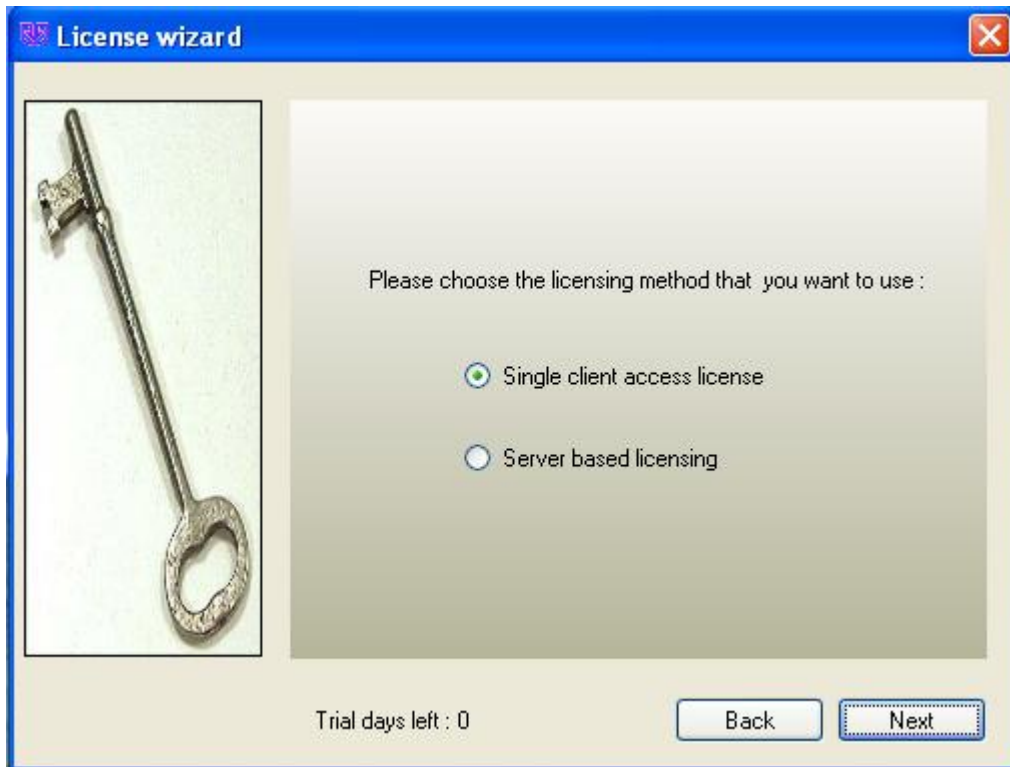 License wizard
Please choose the licensing method that you want to use :
Single client access license
Server based licensing
Trial days left : 0
Back
Next